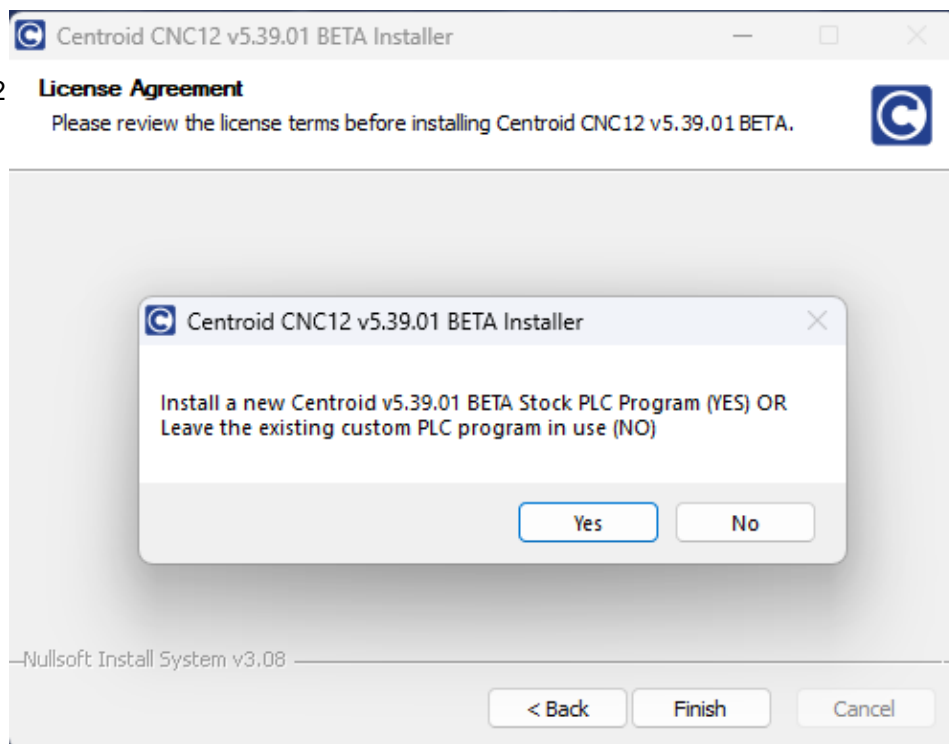 Centroid CNC12 v5.39.01 BETA Installer
2
License Agreement
Please review the license terms before installing Centroid CNC12 v5.39.01 BETA.
Centroid CNC12 v5.39.01 BETA Installer
Install a new Centroid v5.39.01 BETA Stock PLC Program (YES) OR
Leave the existing custom PLC program in use (NO)
Yes No
Nullsoft Install System v3.08
< Back Finish Cancel